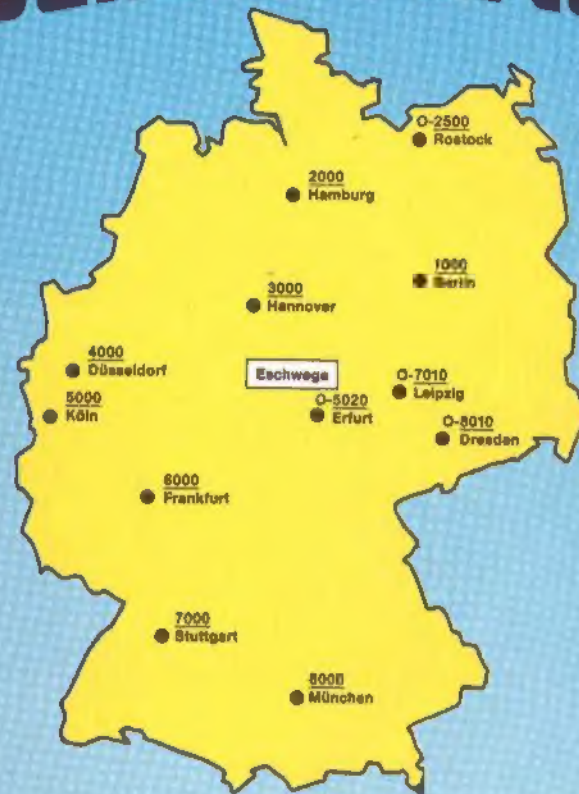 O-2500
Rostock
2000
Hamburg
1000
Berlin
3000
Hannover
4000
Düsseldorf
Eschwege
O-7010
Leipzig
5000
Köln
O-5020
Erfurt
O-8010
Dresden
6000
Frankfurt
7000
Stuttgart
8000
München